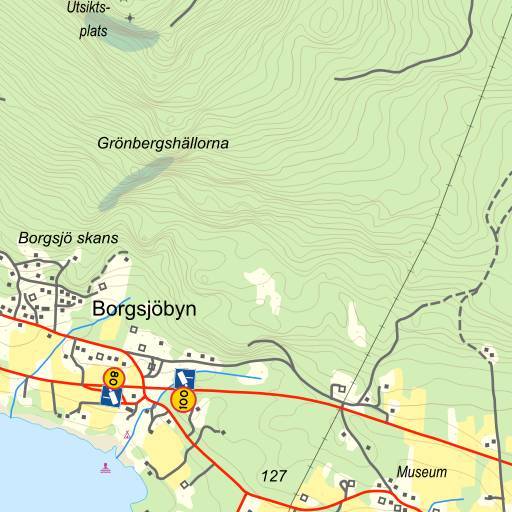 Utsikts-
plats
Grönbergshällorna
Borgsjö skans
Borgsjöbyn
80
100
127
Museum